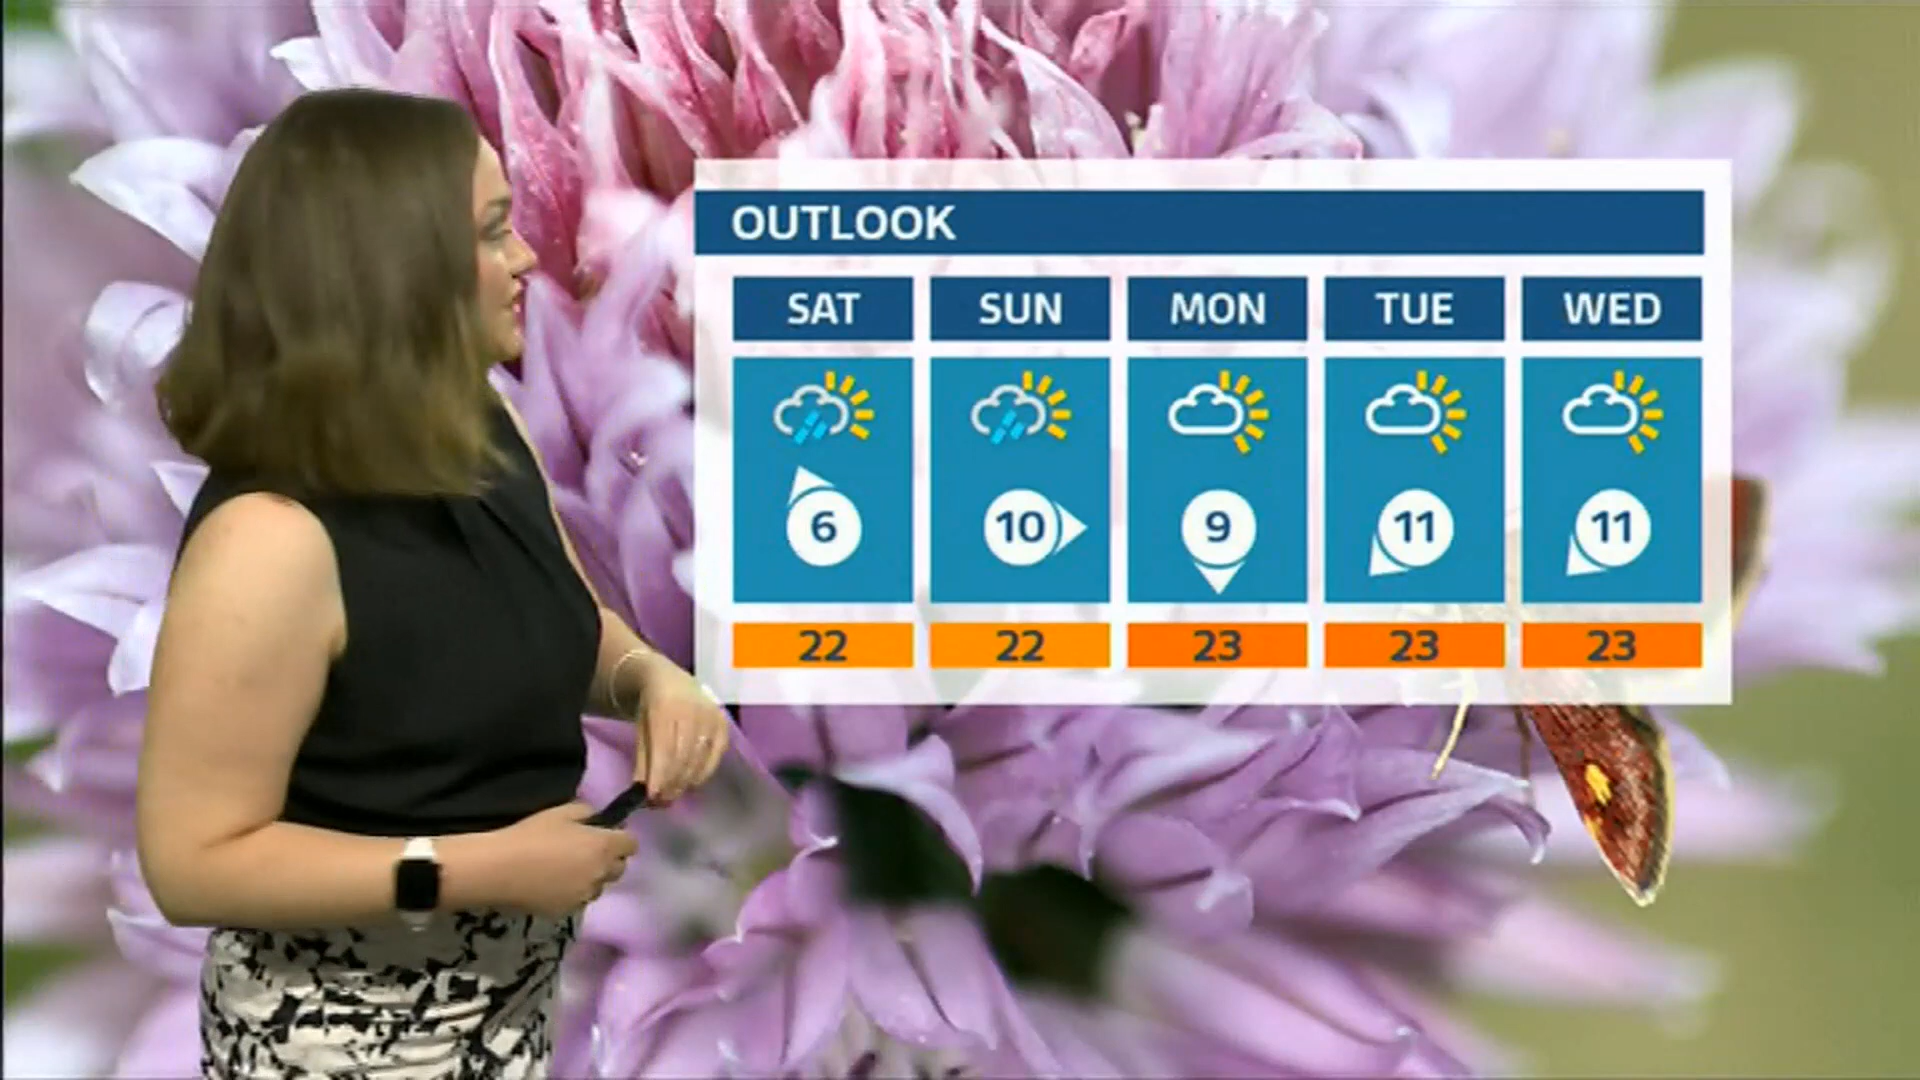 OUTLOOK
SAT SUN MON TUE WED
6 10 9 11 11
22 22 23 23 23